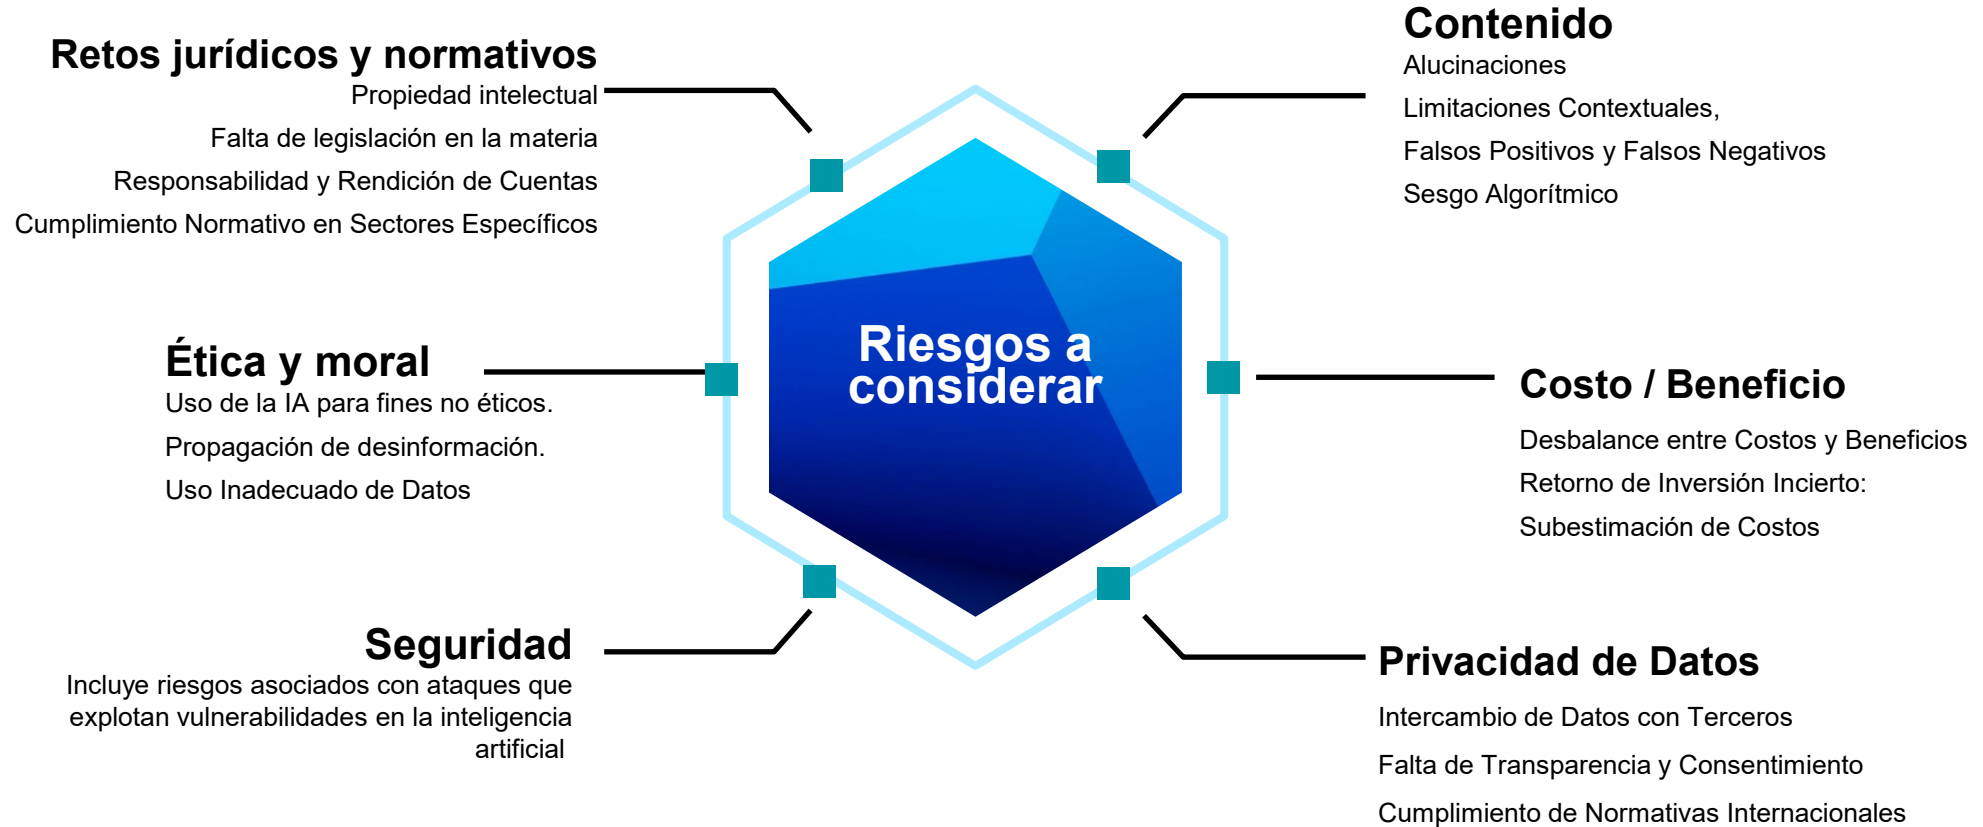 Retos jurídicos y normativos
Propiedad intelectual
Falta de legislación en la materia
Responsabilidad y Rendición de Cuentas
Cumplimiento Normativo en Sectores Específicos
Contenido
Alucinaciones
Limitaciones Contextuales,
Falsos Positivos y Falsos Negativos
Sesgo Algorítmico
Riesgos a
considerar
Ética y moral
Uso de la IA para fines no éticos.
Propagación de desinformación.
Uso Inadecuado de Datos
Costo / Beneficio
Desbalance entre Costos y Beneficios
Retorno de Inversión Incierto:
Subestimación de Costos
Seguridad
Incluye riesgos asociados con ataques que
explotan vulnerabilidades en la inteligencia
artificial
Privacidad de Datos
Intercambio de Datos con Terceros
Falta de Transparencia y Consentimiento
Cumplimiento de Normativas Internacionales